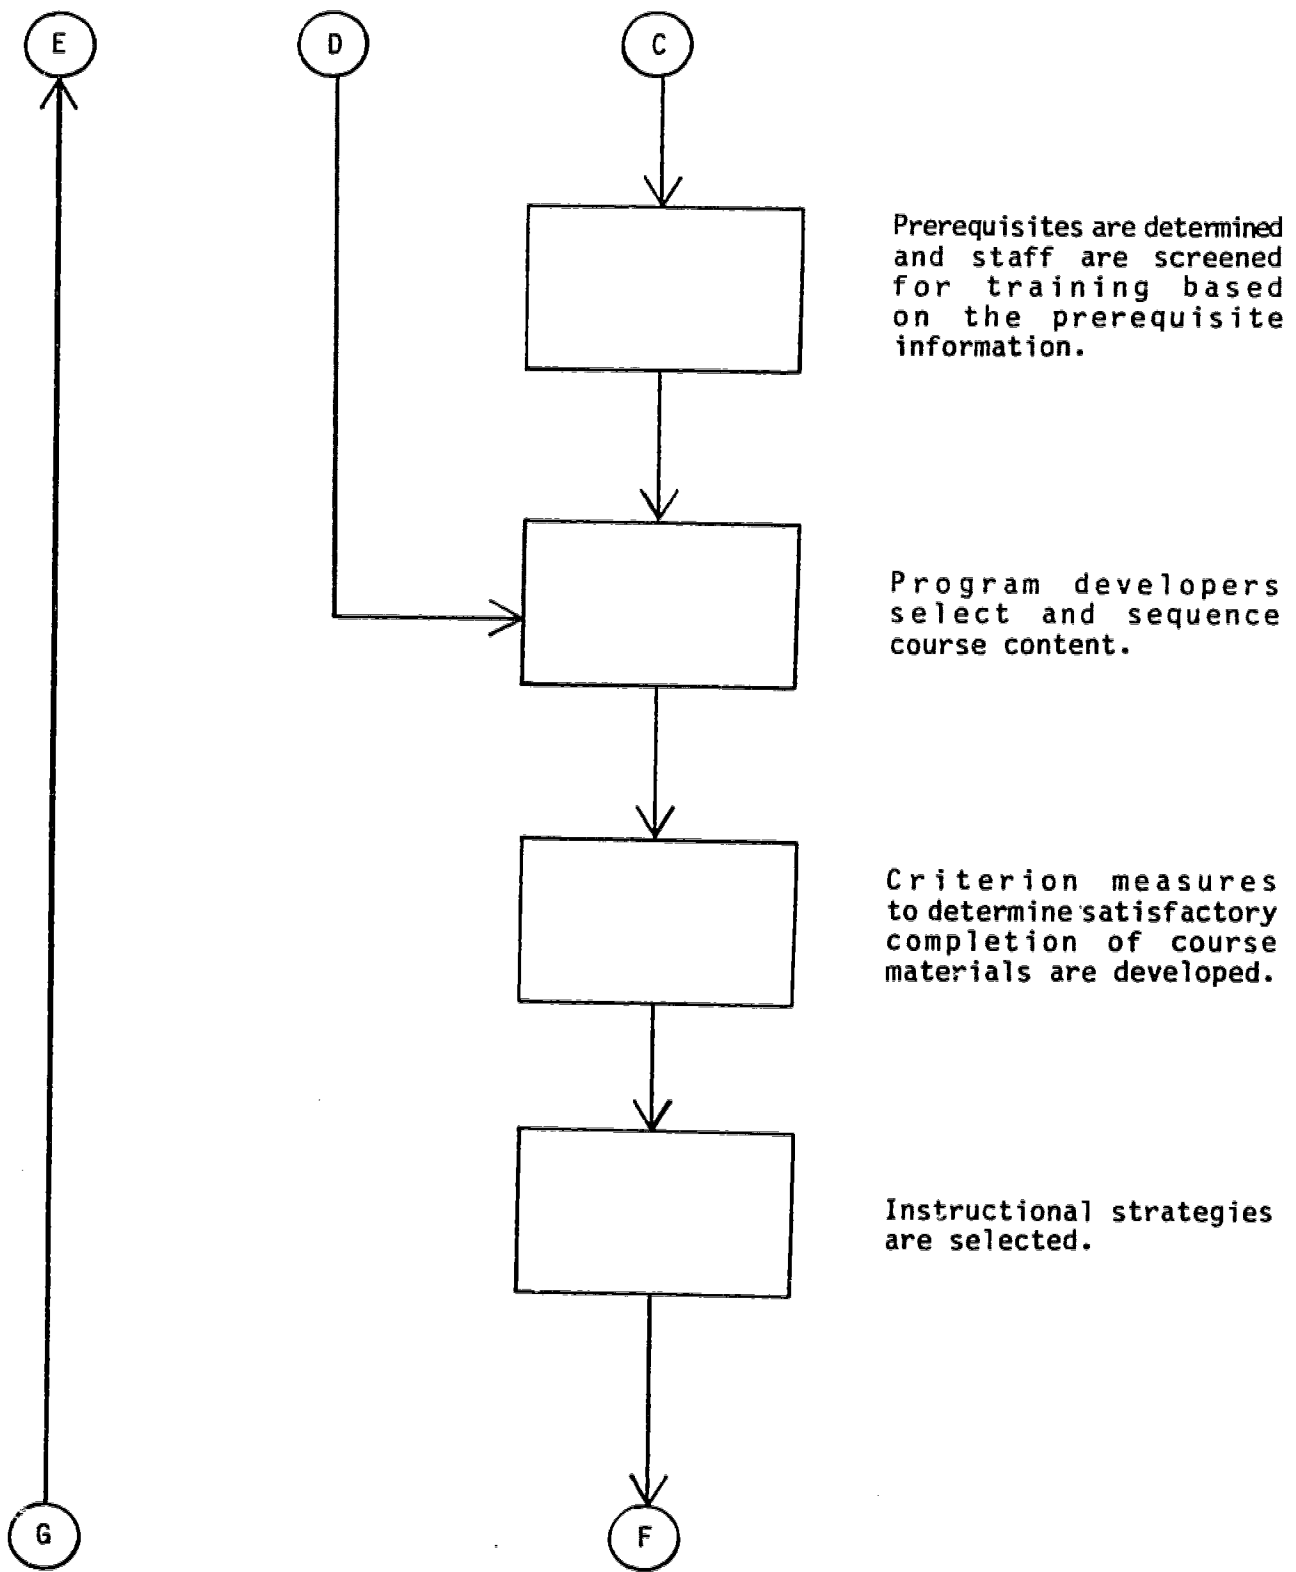 E
D
C
Prerequisites are determined
and staff are screened
for training based
on the prerequisite
information.
Program developers
select and sequence
course content.
Criterion measures
to determine satisfactory
completion of course
materials are developed.
Instructional strategies
are selected.
G
F